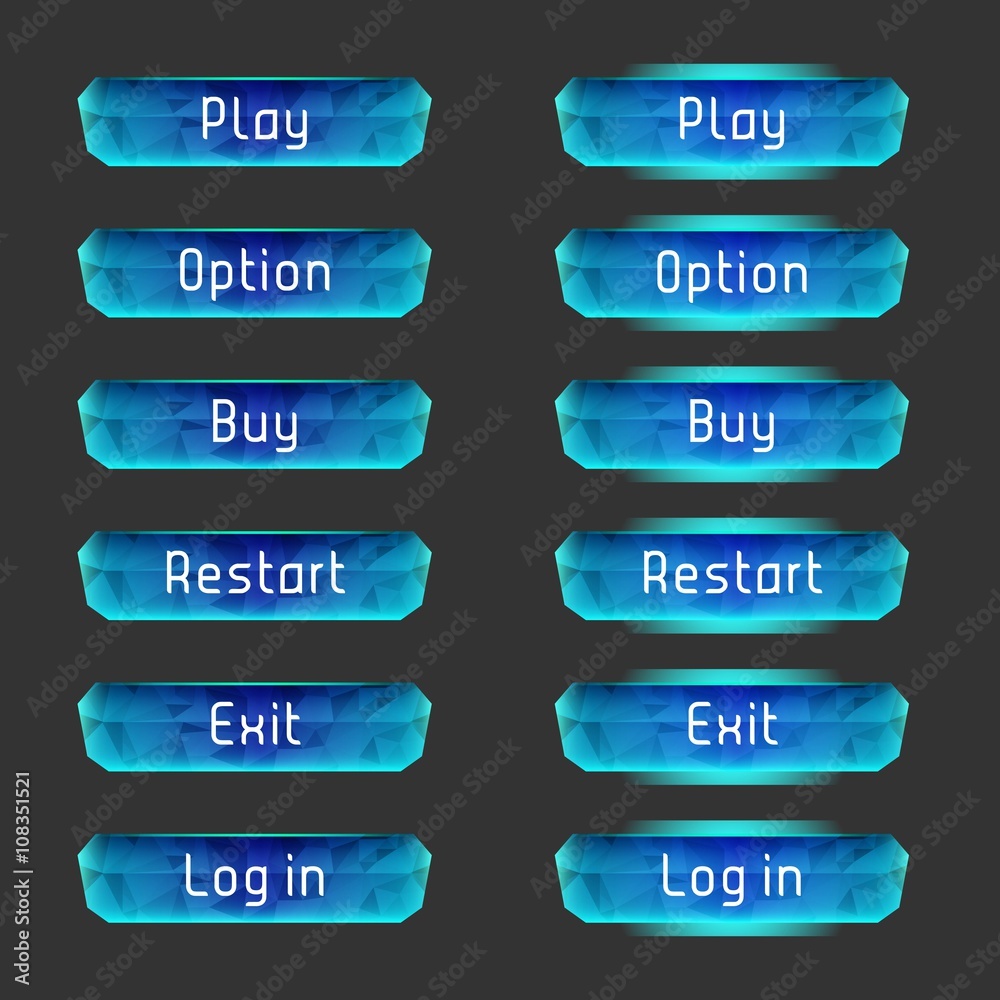 Play Play
Option Option
Buy Buy
Restart Restart
Exit Exit
Log in Log in
Adobe Stock | #108351521
Adobe Stock